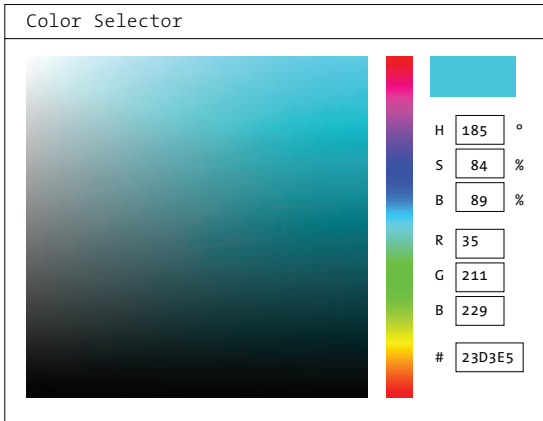 Color Selector
H 185 °
S 84 %
B 89 %
R 35
G 211
B 229
# 23D3E5